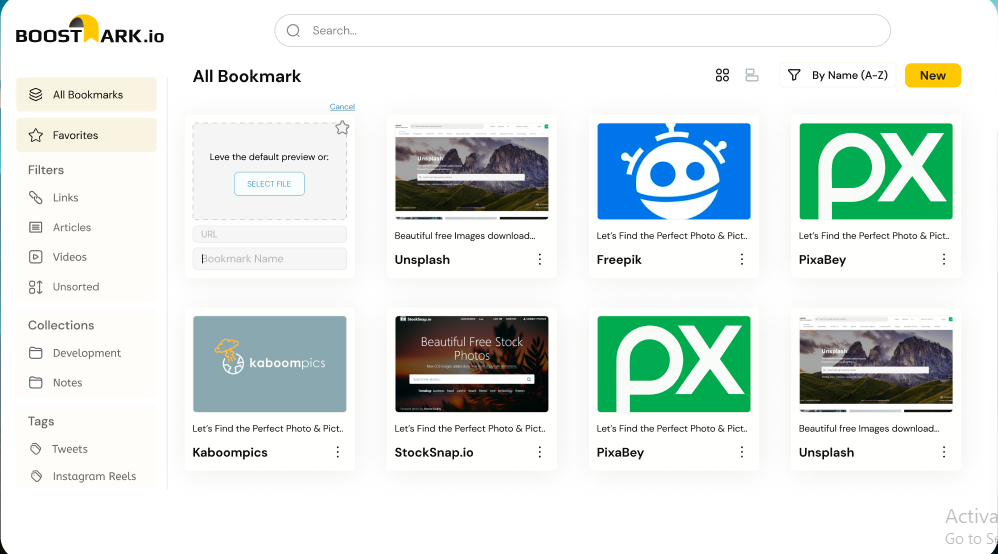 BOOSTMARK.io
Search...
All Bookmark
By Name (A-Z)
New
All Bookmarks
Favorites
Filters
Links
Articles
Videos
Unsorted
Collections
Development
Notes
Tags
Tweets
Instagram Reels
Cancel
Leve the default preview or:
SELECT FILE
URL
Bookmark Name
Unsplash
Beautiful free Images download...
Unsplash
Let's Find the Perfect Photo & Pict..
Freepik
px
Let's Find the Perfect Photo & Pict..
PixaBey
kaboompics
Let's Find the Perfect Photo & Pict..
Kaboompics
StockSnap.io
Beautiful Free Stock
Photos
Let's Find the Perfect Photo & Pict..
StockSnap.io
px
Let's Find the Perfect Photo & Pict..
PixaBey
Unsplash
Beautiful free Images download...
Unsplash
Activa
Go to Se